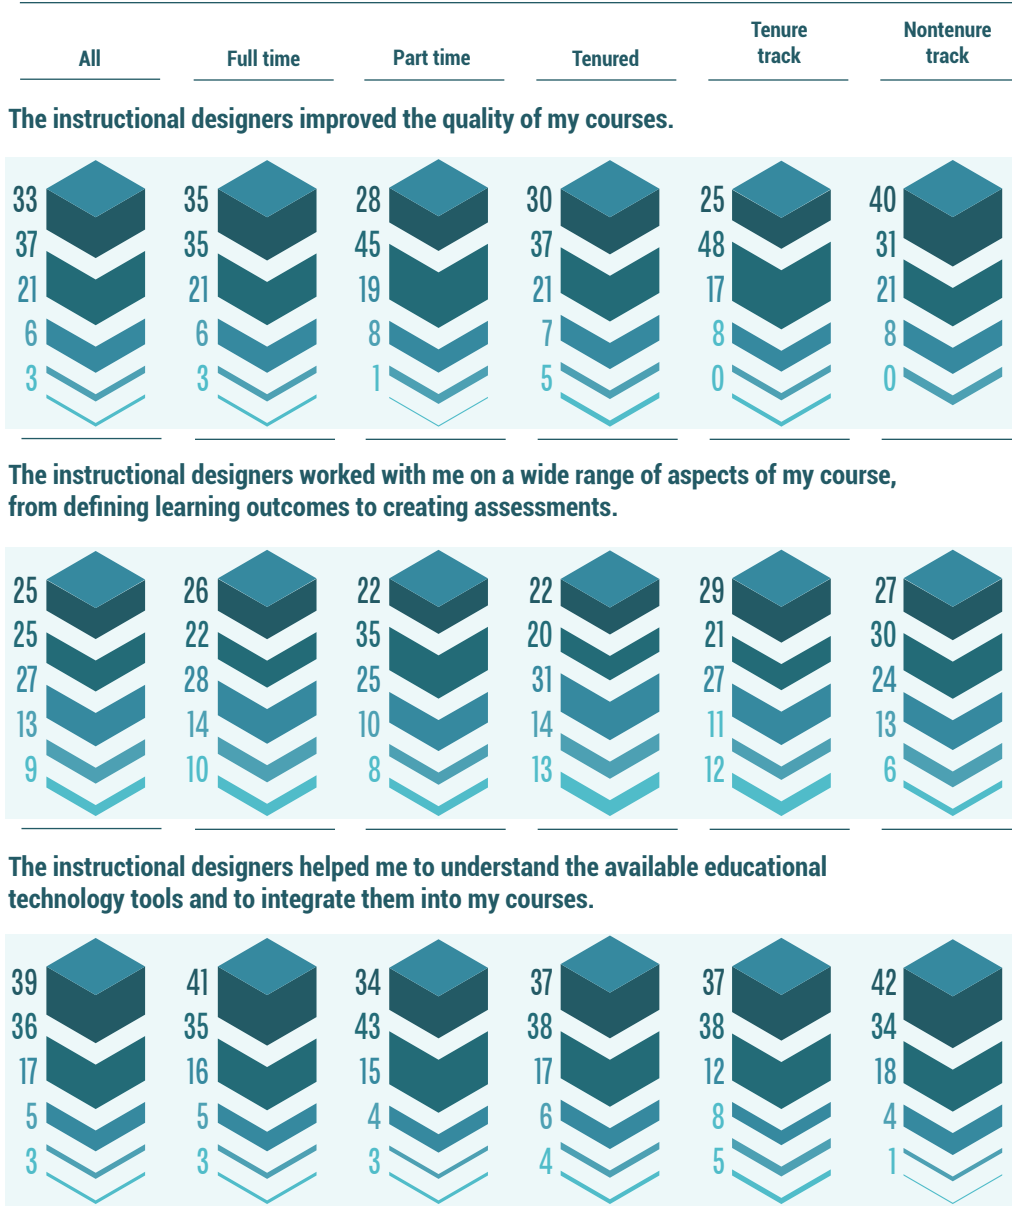 All Full time Part time Tenured Tenure track Nontenure track
The instructional designers improved the quality of my courses.
33 35 28 30 25 40
37 35 45 37 48 31
21 21 19 21 17 21
6 6 8 7 8 8
3 3 1 5 0 0
The instructional designers worked with me on a wide range of aspects of my course,
from defining learning outcomes to creating assessments.
25 26 22 22 29 27
25 22 35 20 21 30
27 28 25 31 27 24
13 14 10 14 11 13
9 10 8 13 12 6
The instructional designers helped me to understand the available educational
technology tools and to integrate them into my courses.
39 41 34 37 37 42
36 35 43 38 38 34
17 16 15 17 12 18
5 5 4 6 8 4
3 3 3 4 5 1